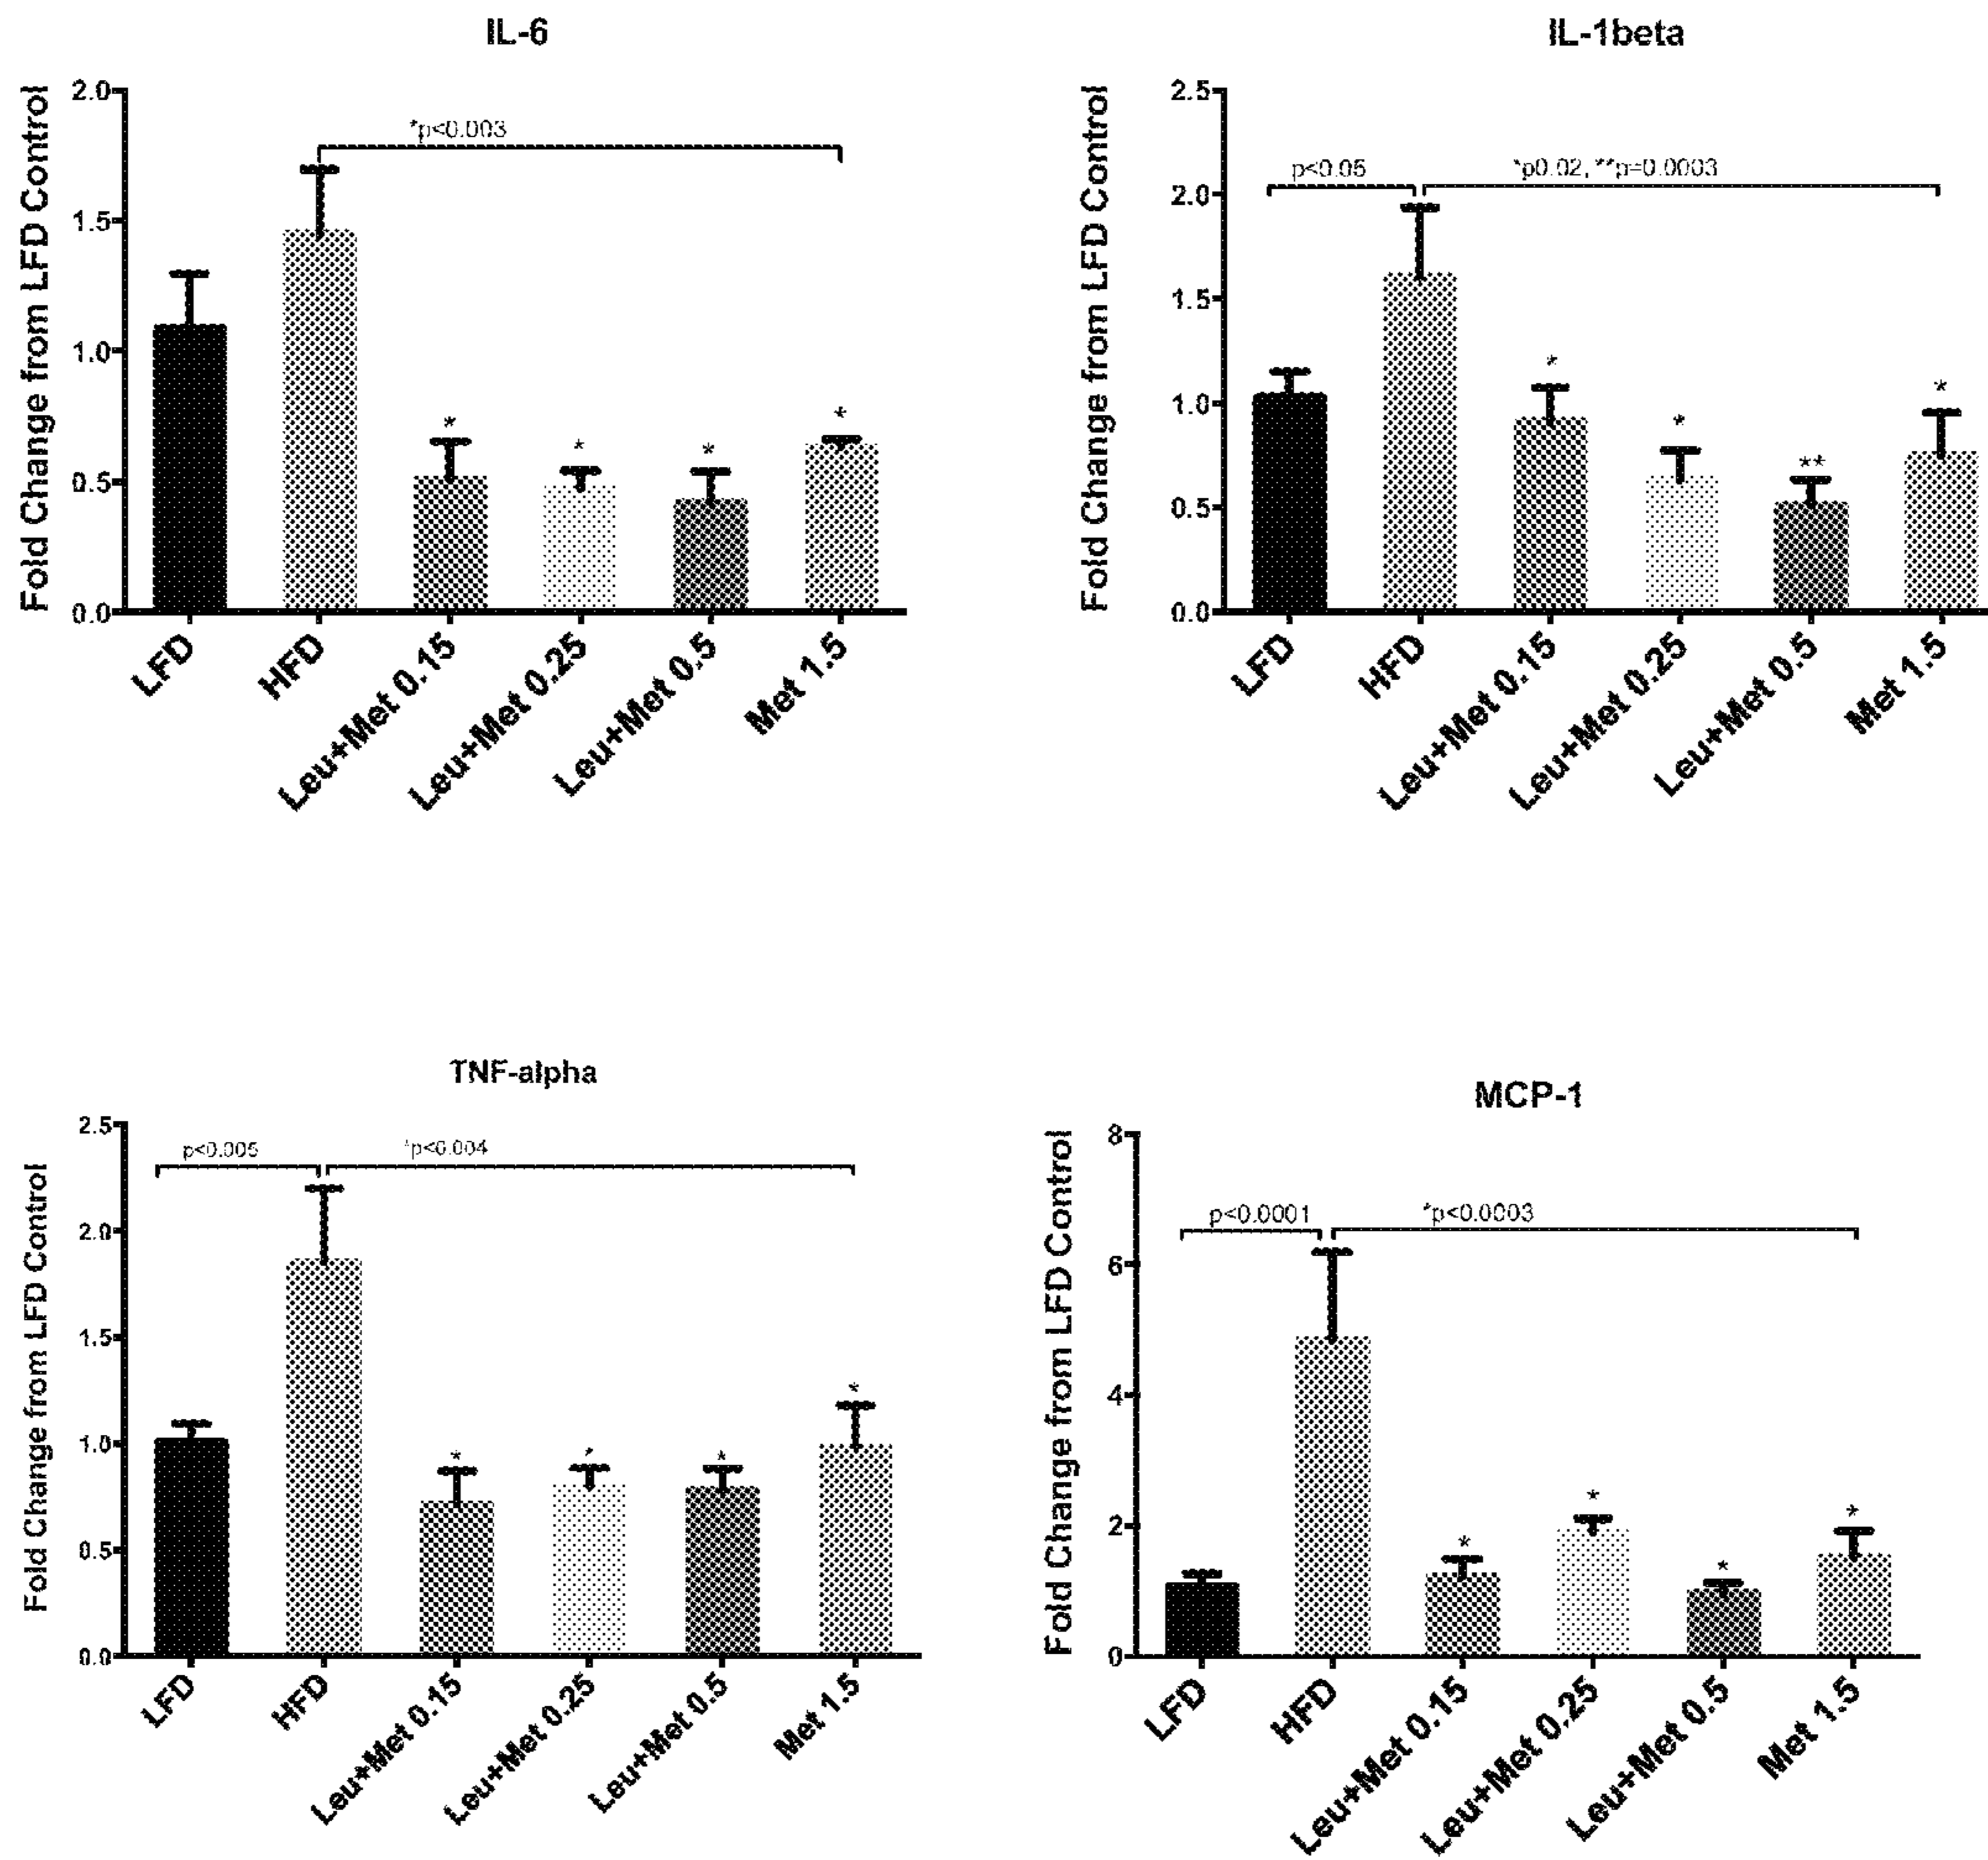 IL-6
Fold Change from LFD Control
2.0
1.5
1.0
0.5
0.0
*p<0.003
*
*
*
*
LFD
HFD
Leu+Met 0.15
Leu+Met 0.25
Leu+Met 0.5
Met 1.5
IL-1beta
Fold Change from LFD Control
2.5
2.0
1.5
1.0
0.5
0.0
p<0.05
*p0.02, **p=0.0003
*
*
**
*
LFD
HFD
Leu+Met 0.15
Leu+Met 0.25
Leu+Met 0.5
Met 1.5
TNF-alpha
Fold Change from LFD Control
2.5
2.0
1.5
1.0
0.5
0.0
p<0.005
*p<0.004
*
*
*
*
LFD
HFD
Leu+Met 0.15
Leu+Met 0.25
Leu+Met 0.5
Met 1.5
MCP-1
Fold Change from LFD Control
8
6
4
2
0
p<0.0001
*p<0.0003
*
*
*
*
LFD
HFD
Leu+Met 0.15
Leu+Met 0.25
Leu+Met 0.5
Met 1.5